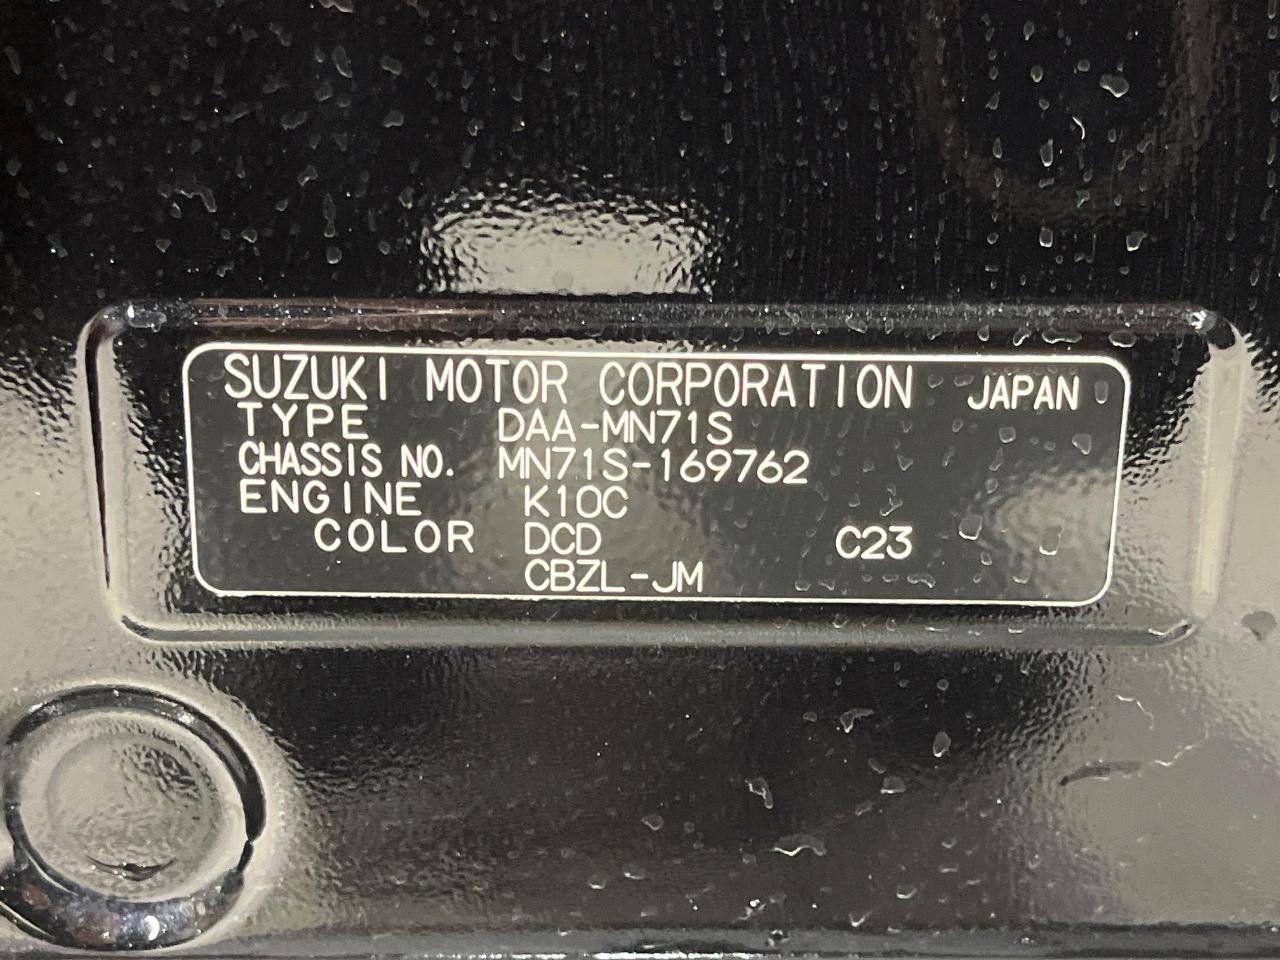 SUZUKI MOTOR CORPORATION JAPAN
TYPE DAA-MN71S
CHASSIS NO. MN71S-169762
ENGINE K10C
COLOR DCD C23
CBZL-JM